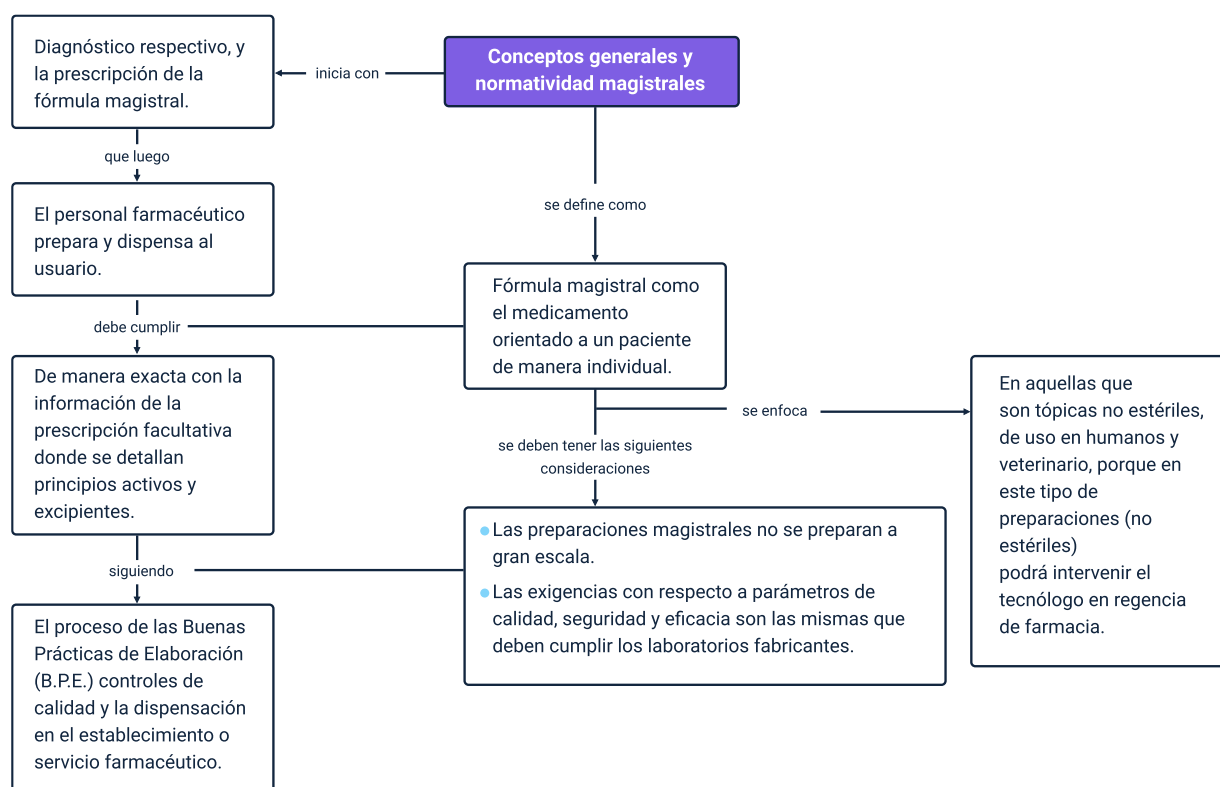 Conceptos generales y
normatividad magistrales
inicia con
Diagnóstico respectivo, y
la prescripción de la
fórmula magistral.
que luego
El personal farmacéutico
prepara y dispensa al
usuario.
debe cumplir
De manera exacta con la
información de la
prescripción facultativa
donde se detallan
principios activos y
excipientes.
siguiendo
El proceso de las Buenas
Prácticas de Elaboración
(B.P.E.) controles de
calidad y la dispensación
en el establecimiento o
servicio farmacéutico.
se define como
Fórmula magistral como
el medicamento
orientado a un paciente
de manera individual.
se enfoca
En aquellas que
son tópicas no estériles,
de uso en humanos y
veterinario, porque en
este tipo de
preparaciones (no
estériles)
podrá intervenir el
tecnólogo en regencia
de farmacia.
se deben tener las siguientes
consideraciones
Las preparaciones magistrales no se preparan a
gran escala.
Las exigencias con respecto a parámetros de
calidad, seguridad y eficacia son las mismas que
deben cumplir los laboratorios fabricantes.